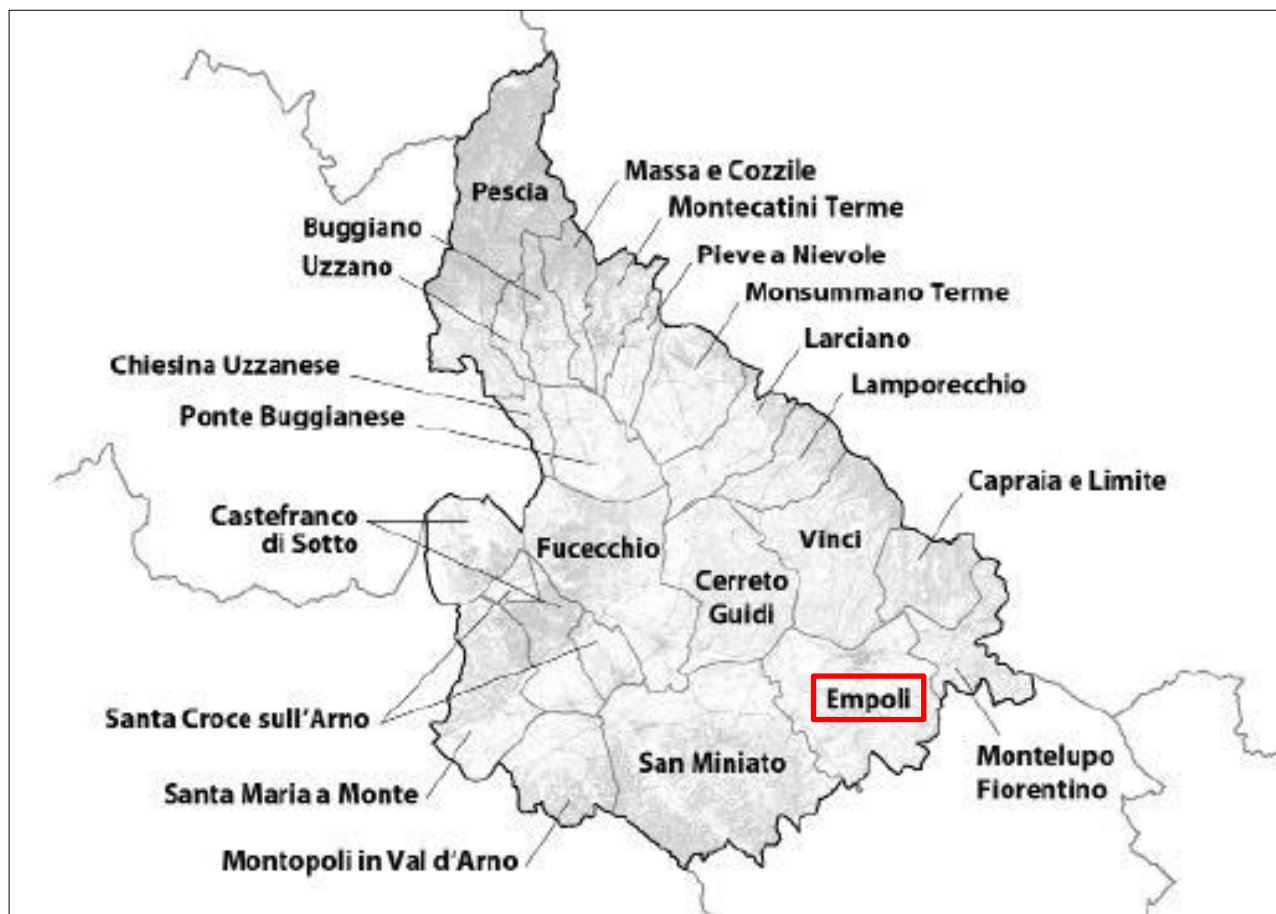 Massa e Cozzile
Pescia
Montecatini Terme
Buggiano
Pieve a Nievole
Uzzano
Monsummano Terme
Larciano
Chiesina Uzzanese
Lamporecchio
Ponte Buggianese
Capraia e Limite
Castefranco
di Sotto
Fucecchio
Vinci
Cerreto
Guidi
Empoli
Santa Croce sull'Arno
San Miniato
Montelupo
Fiorentino
Santa Maria a Monte
Montopoli in Val d'Arno